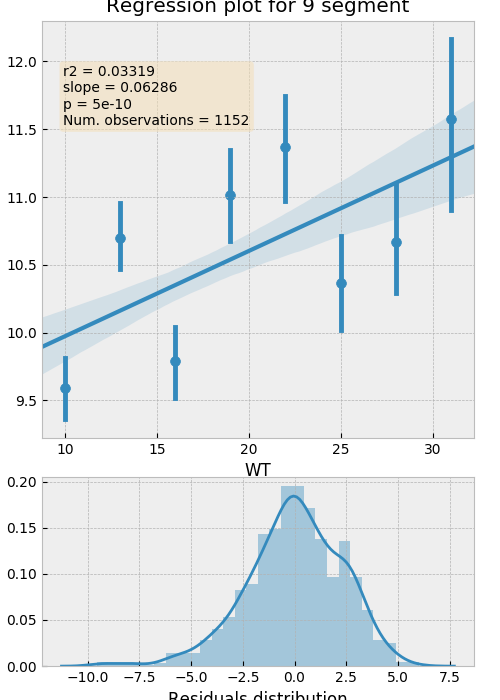 Regression plot for 9 segment
12.0
11.5
11.0
10.5
10.0
9.5
r2 = 0.03319
slope = 0.06286
p = 5e-10
Num. observations = 1152
10 15 20 25 30
WT
0.20
0.15
0.10
0.05
0.00
−10.0 −7.5 −5.0 −2.5 0.0 2.5 5.0 7.5
Residuals distribution